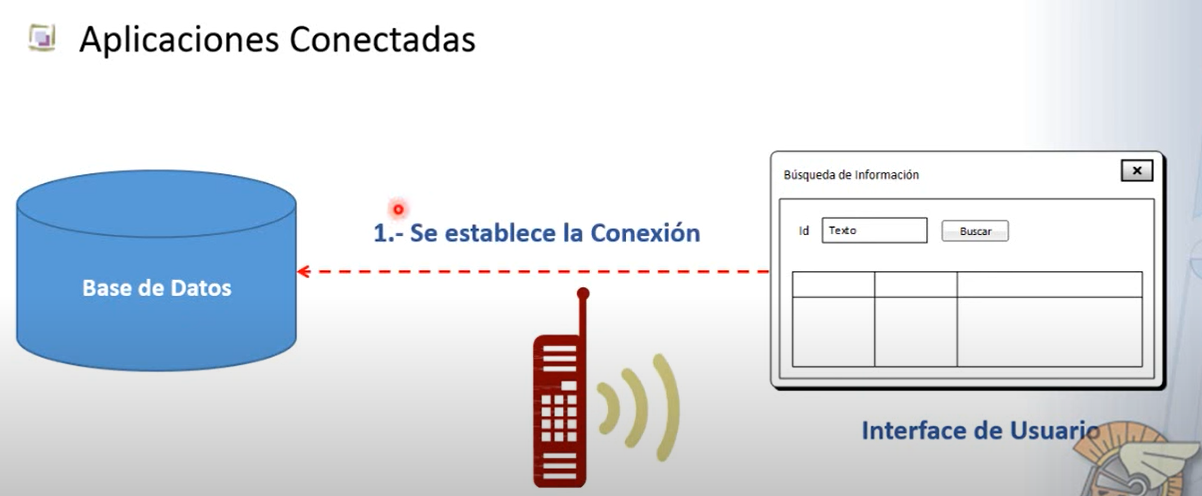 Aplicaciones Conectadas
Búsqueda de Información
1.- Se establece la Conexión
Id Texto Buscar
Base de Datos
Interface de Usuario